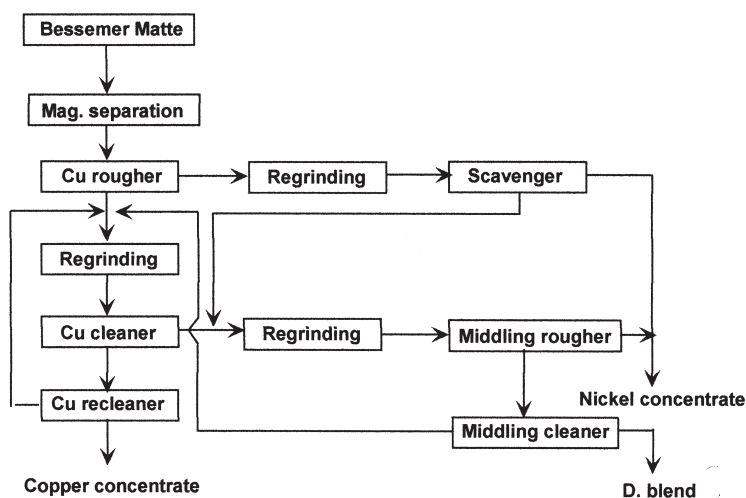 Bessemer Matte
Mag. separation
Cu rougher
Regrinding
Scavenger
Regrinding
Cu cleaner
Regrinding
Middling rougher
Nickel concentrate
Cu recleaner
Middling cleaner
Copper concentrate
D. blend